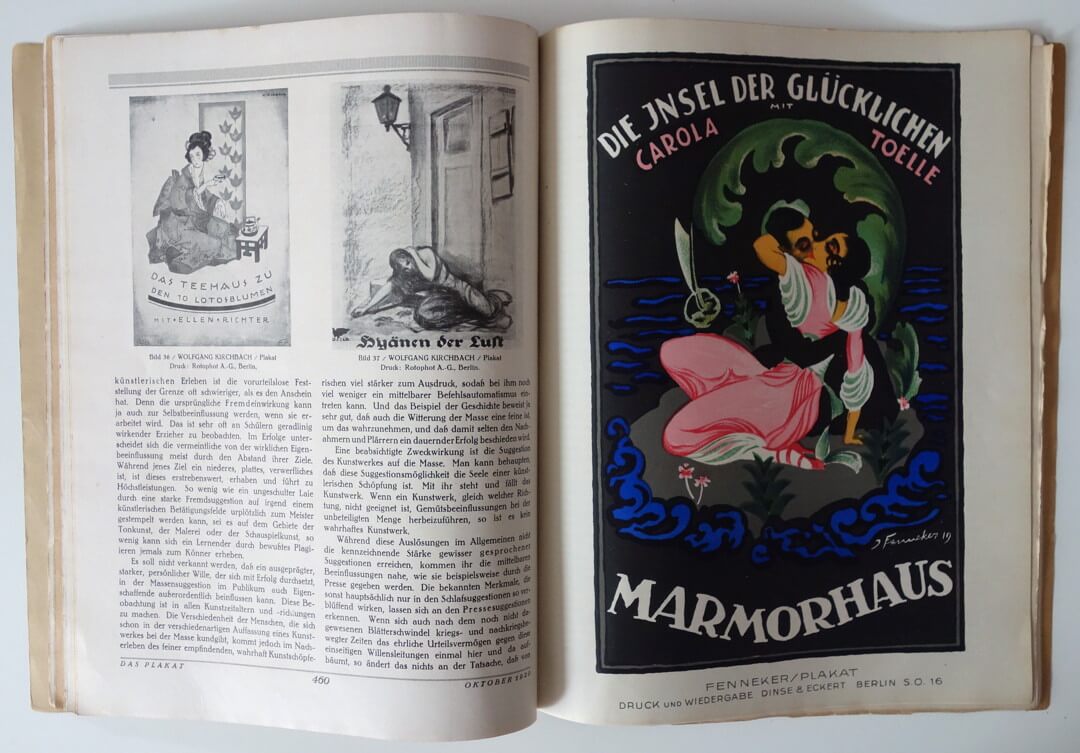 DAS TEEHAUS ZU
DEN 10 LOTOSBLUMEN
MIT•ELLEN•RICHTER
Bild 36 / WOLFGANG KIRCHBACH / Plakat
Druck: Rotophot A.-G., Berlin.
Hyänen der Lust
Bild 37 / WOLFGANG KIRCHBACH / Plakat
Druck: Rotophot A.-G., Berlin.
künstlerischen Erleben ist die vorurteilslose Fest-
stellung der Grenze oft schwieriger, als es den Anschein
hat. Denn die ursprüngliche Fremdeinwirkung kann
ja auch zur Selbstbeeinflussung werden, wenn sie er-
arbeitet wird. Das ist sehr oft an Schülern geradlinig
wirkender Erzieher zu beobachten. Im Erfolge unter-
scheidet sich die vermeintliche von der wirklichen Eigen-
beeinflussung meist durch den Abstand ihrer Ziele.
Während jenes Ziel ein niederes, plattes, verwerfliches
ist, ist dieses erstrebenswert, erhaben und führt zu
Höchstleistungen. So wenig wie ein ungeschulter Laie
durch eine starke Fremdsuggestion auf irgend einem
künstlerischen Betätigungsfelde urplötzlich zum Meister
gestempelt werden kann, sei es auf dem Gebiete der
Tonkunst, der Malerei oder der Schauspielkunst, so
wenig kann sich ein Lernender durch bewußtes Plagi-
ieren jemals zum Könner erheben.
Es soll nicht verkannt werden, daß ein ausgeprägter,
starker, persönlicher Wille, der sich mit Erfolg durchsetzt,
in der Massensuggestion im Publikum auch Eigen-
schaffende außerordentlich beinflussen kann. Diese Be-
obachtung ist in allen Kunstzeitaltern und -richtungen
zu machen. Die Verschiedenheit der Menschen, die sich
schon in der verschiedenartigen Auffassung eines Kunst-
werkes bei der Masse kundgibt, kommt jedoch im Nach-
erleben des feiner empfindenden, wahrhaft Kunstschöpfe-
rischen viel stärker zum Ausdruck, sodaß bei ihm noch
viel weniger ein mittelbarer Befehlsautomatismus ein-
treten kann. Und das Beispiel der Geschichte beweist ja
sehr gut, daß auch die Witterung der Masse eine feine ist,
um das wahrzunehmen, und daß damit selten den Nach-
ahmern und Plärrern ein dauernder Erfolg beschieden wird.
Eine beabsichtigte Zweckwirkung ist die Suggestion
des Kunstwerkes auf die Masse. Man kann behaupten,
daß diese Suggestionsmöglichkeit die Seele einer künst-
lerischen Schöpfung ist. Mit ihr steht und fällt das
Kunstwerk. Wenn ein Kunstwerk, gleich welcher Rich-
tung, nicht geeignet ist, Gemütsbeeinflussungen bei der
unbeteiligten Menge herbeizuführen, so ist es kein
wahrhaftes Kunstwerk.
Während diese Auslösungen im Allgemeinen nicht
die kennzeichnende Stärke gewisser gesprochener
Suggestionen erreichen, kommen ihr die mittelbaren
Beeinflussungen nahe, wie sie beispielsweise durch die
Presse gegeben werden. Die bekannten Merkmale, die
sonst hauptsächlich nur in den Schlafsuggestionen so ver-
blüffend wirken, lassen sich an den Pressesuggestionen
erkennen. Wenn sich auch nach dem noch nicht da-
gewesenen Blätterschwindel kriegs- und nachkriegsbe-
wegter Zeiten das ehrliche Urteilsvermögen gegen diese
einseitigen Willensleitungen einmal hier und da auf-
bäumt, so ändert das nichts an der Tatsache, daß von
DAS PLAKAT
460
OKTOBER 1920
DIE JNSEL DER GLÜCKLICHEN
MIT
CAROLA TOELLE
J Fenneker 19
MARMORHAUS
FENNEKER/PLAKAT
DRUCK UND WIEDERGABE DINSE & ECKERT BERLIN S.O. 16